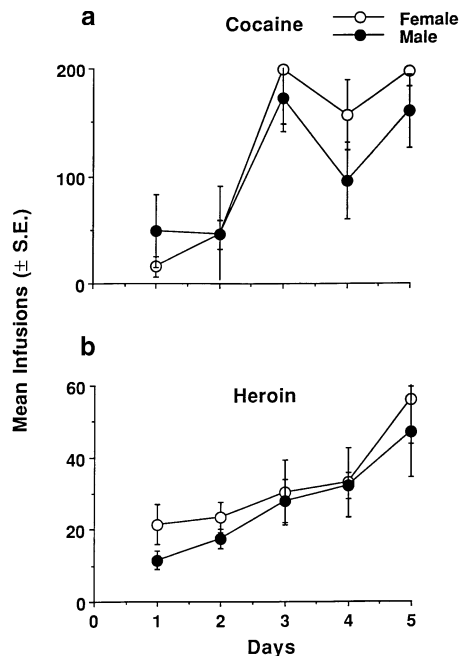 a
Cocaine
Female
Male
200
100
0
Mean Infusions (± S.E.)
b
Heroin
60
40
20
0
0 1 2 3 4 5
Days